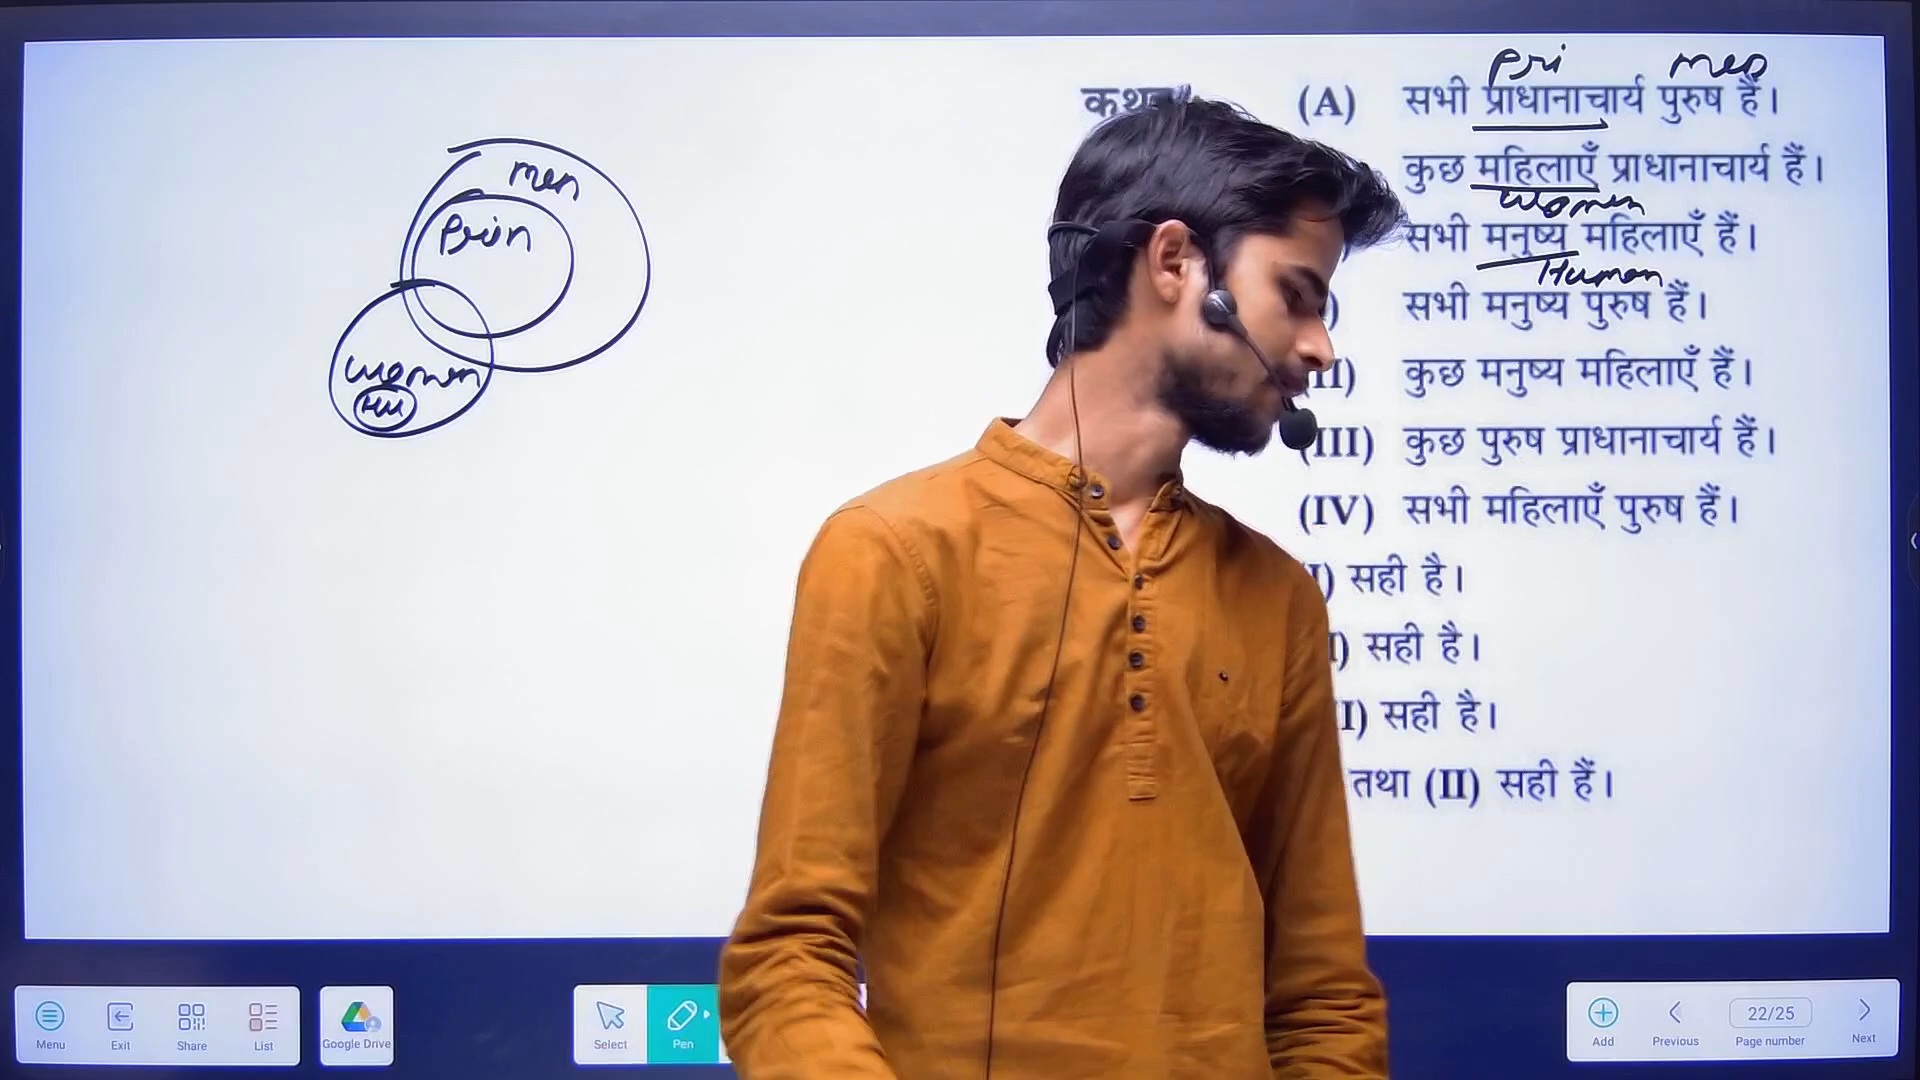 Pri men
(A) सभी प्राधानाचार्य पुरुष हैं।
कुछ महिलाएँ प्राधानाचार्य हैं।
women
सभी मनुष्य महिलाएँ हैं।
Human
सभी मनुष्य पुरुष हैं।
कुछ मनुष्य महिलाएँ हैं।
(III) कुछ पुरुष प्राधानाचार्य हैं।
(IV) सभी महिलाएँ पुरुष हैं।
सही है।
सही है।
सही है।
तथा (II) सही हैं।
men
Prin
women
Hu
Menu Exit Share List Google Drive Select Pen Add Previous 22/25 Page number Next